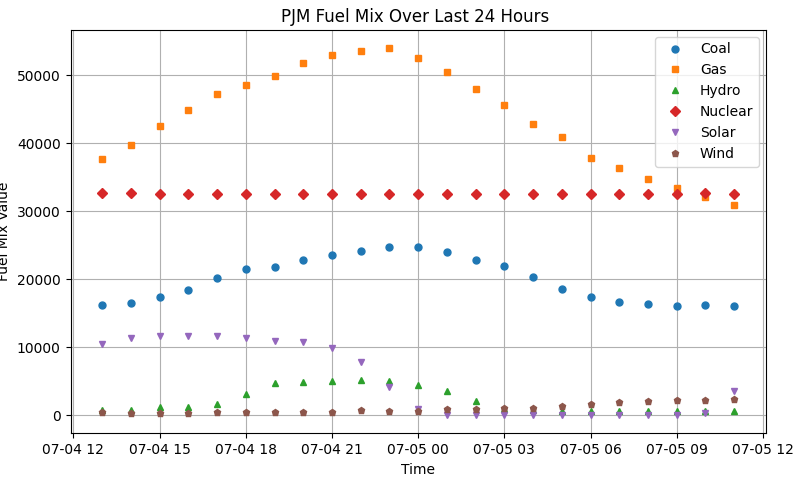 PJM Fuel Mix Over Last 24 Hours
Coal
Gas
Hydro
Nuclear
Solar
Wind
50000
40000
30000
20000
10000
0
Fuel Mix Value
07-04 12 07-04 15 07-04 18 07-04 21 07-05 00 07-05 03 07-05 06 07-05 09 07-05 12
Time